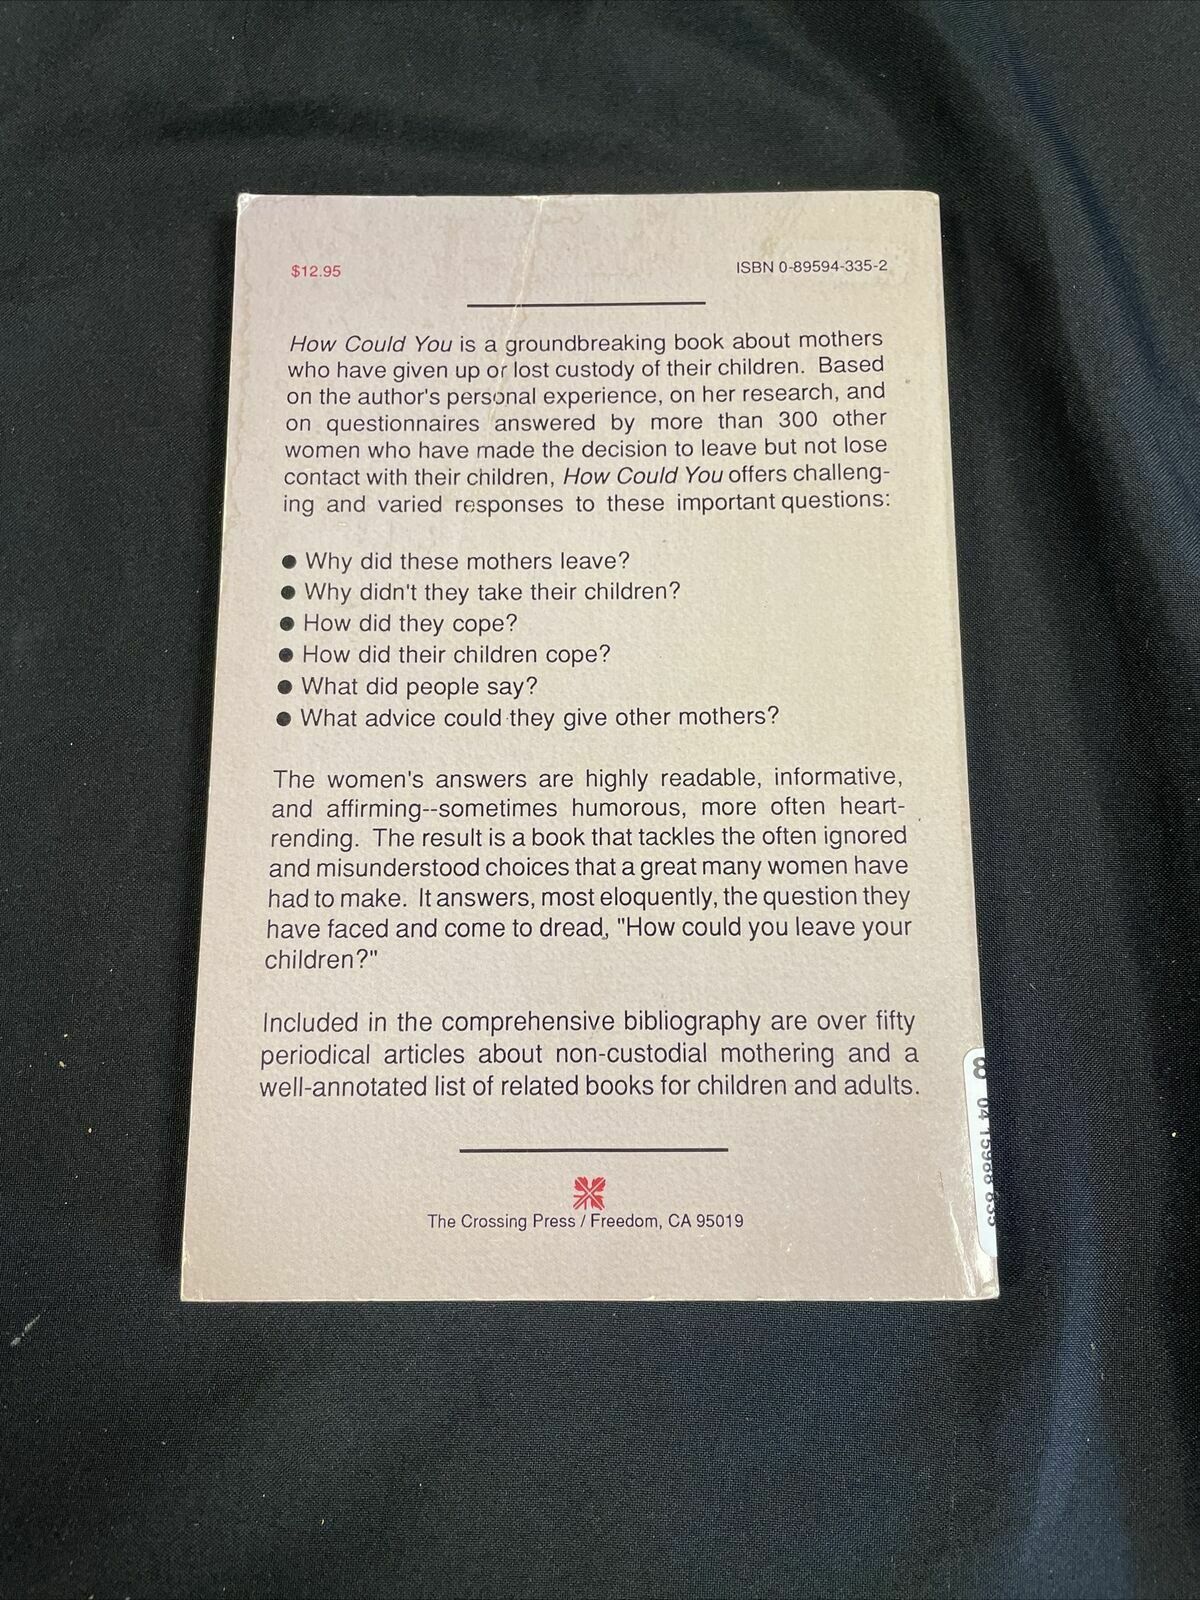 $12.95
ISBN 0-89594-335-2
How Could You is a groundbreaking book about mothers
who have given up or lost custody of their children. Based
on the author's personal experience, on her research, and
on questionnaires answered by more than 300 other
women who have made the decision to leave but not lose
contact with their children, How Could You offers challeng-
ing and varied responses to these important questions:
● Why did these mothers leave?
● Why didn't they take their children?
● How did they cope?
● How did their children cope?
● What did people say?
● What advice could they give other mothers?
The women's answers are highly readable, informative,
and affirming--sometimes humorous, more often heart-
rending. The result is a book that tackles the often ignored
and misunderstood choices that a great many women have
had to make. It answers, most eloquently, the question they
have faced and come to dread, "How could you leave your
children?"
Included in the comprehensive bibliography are over fifty
periodical articles about non-custodial mothering and a
well-annotated list of related books for children and adults.
The Crossing Press / Freedom, CA 95019